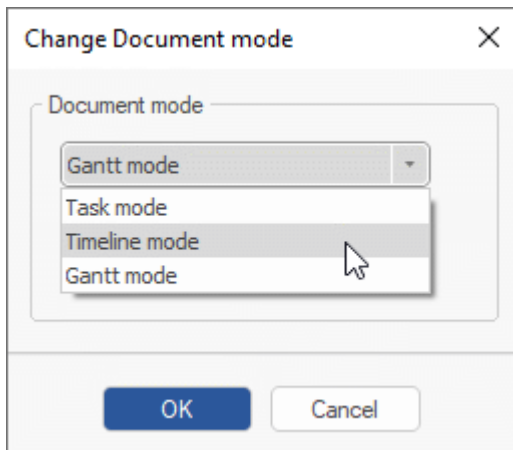 Change Document mode
Document mode
Gantt mode
Task mode
Timeline mode
Gantt mode
OK
Cancel